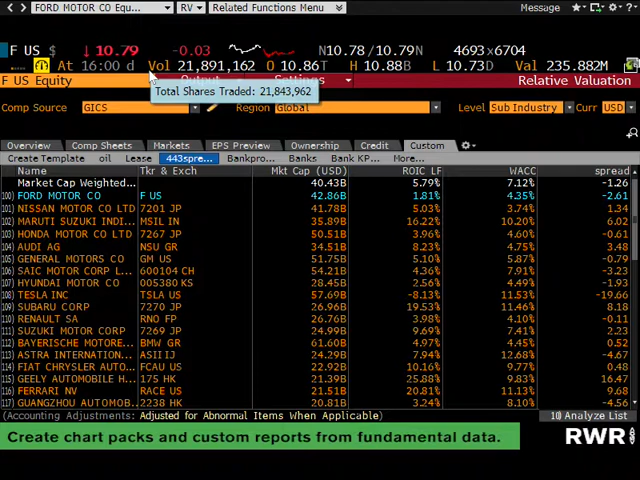 < > FORD MOTOR CO Equ... RV Related Functions Menu Message
F US $ ↓ 10.79 -0.03 N10.78 / 10.79N 4693x6704
At 16:00 d Vol 21,891,162 O 10.86T H 10.88B L 10.73D Val 235.882M
F US Equity Output Settings Relative Valuation
Total Shares Traded: 21,843,962
Comp Source GICS Region Global Level Sub Industry Curr USD
Overview Comp Sheets Markets EQ Preview Ownership Credit Custom
Create Template oil Lease 443spre... Bankpro... Banks Bank KP... More...
Name Tkr & Exch Mkt Cap (USD) ROIC LF WACC spread
Market Cap Weighted... 40.43B 5.79% 7.12% -1.26
100) FORD MOTOR CO F US 42.86B 1.81% 4.35% -2.61
101) NISSAN MOTOR CO LTD 7201 JP 41.78B 5.03% 3.74% 1.34
102) MARUTI SUZUKI INDI... MSIL IN 35.89B 16.22% 10.20% 6.02
103) HONDA MOTOR CO LTD 7267 JP 50.51B 3.96% 4.60% -0.61
104) AUDI AG NSU GR 34.51B 8.23% 4.75% 3.48
105) GENERAL MOTORS CO GM US 51.75B 5.10% 5.87% -0.79
106) SAIC MOTOR CORP L... 600104 CH 54.21B 4.36% 7.91% -3.23
107) HYUNDAI MOTOR CO 005380 KS 28.45B 2.56% 4.49% -1.93
108) TESLA INC TSLA US 57.69B -8.13% 11.53% -19.66
109) SUBARU CORP 7270 JP 26.96B 19.53% 11.46% 8.18
110) RENAULT SA RNO FP 26.76B 3.98% 4.10% -0.11
111) SUZUKI MOTOR CORP 7269 JP 24.99B 9.69% 7.41% 2.23
112) BAYERISCHE MOTORE... BMW GR 61.60B 4.97% 4.45% 0.52
113) ASTRA INTERNATION... ASII IJ 24.29B 7.94% 12.68% -4.67
114) FIAT CHRYSLER AUTO... FCAU US 22.92B 10.16% 9.77% 0.48
115) GEELY AUTOMOBILE H... 175 HK 21.39B 25.88% 9.83% 16.47
116) FERRARI NV RACE US 21.51B 20.81% 11.13% 9.68
117) GUANGZHOU AUTOMOB... 2238 HK 20.81B 3.24% 8.10% -4.56
(Accounting Adjustments: Adjusted for Abnormal Items When Applicable) 10) Analyze List
Create chart packs and custom reports from fundamental data. RWR